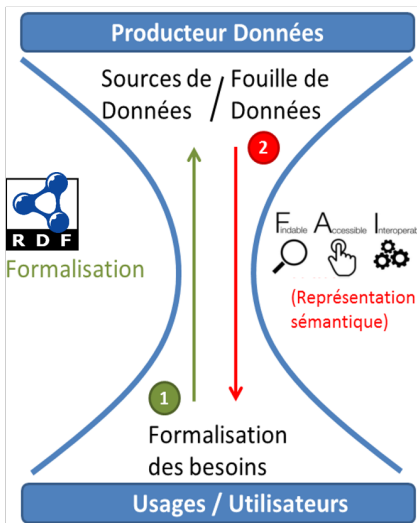 Producteur Données
Sources de / Fouille de
Données Données
2
RDF
Formalisation
Findable Accessible Interoperab
(Représentation
sémantique)
1
Formalisation
des besoins
Usages / Utilisateurs